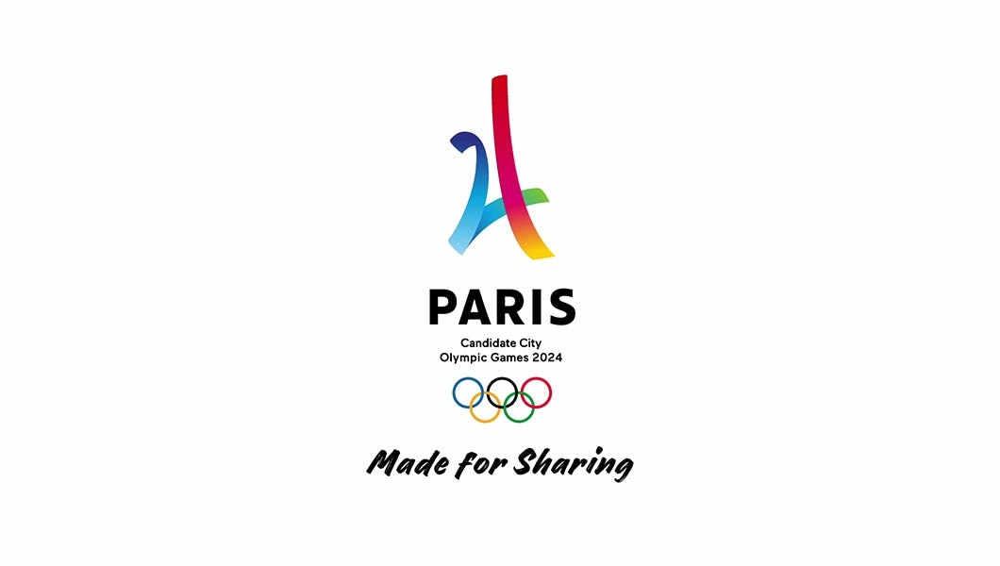 PARIS
Candidate City
Olympic Games 2024
Made for Sharing